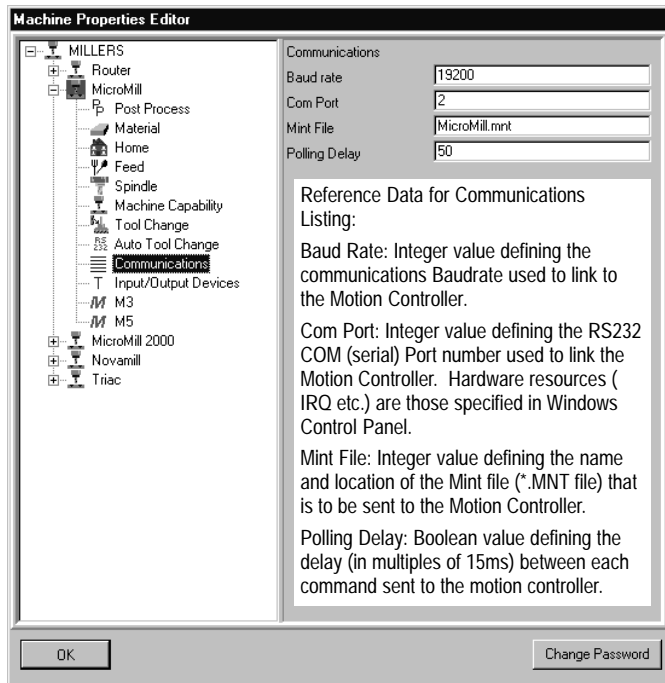 Machine Properties Editor
MILLERS
Router
MicroMill
PP Post Process
Material
Home
Feed
Spindle
Machine Capability
Tool Change
RS 232 Auto Tool Change
Communications
Input/Output Devices
M3
M5
MicroMill 2000
Novamill
Triac
Communications
Baud rate 19200
Com Port 2
Mint File MicroMill.mnt
Polling Delay 50
Reference Data for Communications
Listing:
Baud Rate: Integer value defining the
communications Baudrate used to link to
the Motion Controller.
Com Port: Integer value defining the RS232
COM (serial) Port number used to link the
Motion Controller.  Hardware resources (
IRQ etc.) are those specified in Windows
Control Panel.
Mint File: Integer value defining the name
and location of the Mint file (*.MNT file) that
is to be sent to the Motion Controller.
Polling Delay: Boolean value defining the
delay (in multiples of 15ms) between each
command sent to the motion controller.
OK
Change Password